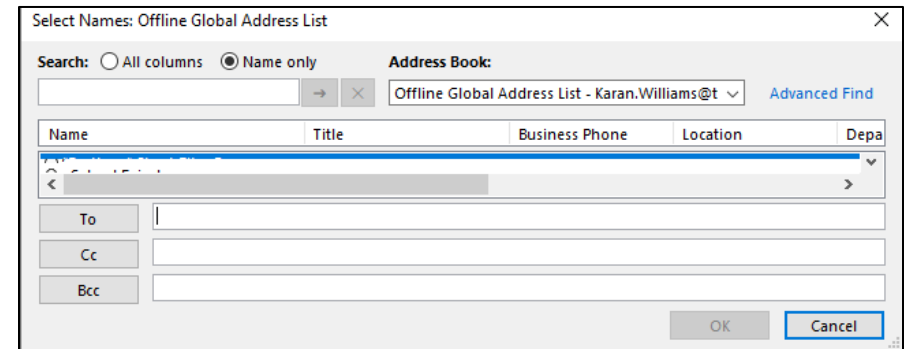 Select Names: Offline Global Address List
Search: All columns Name only Address Book:
Offline Global Address List - Karan.Williams@t Advanced Find
Name Title Business Phone Location Depa
To
Cc
Bcc
OK Cancel